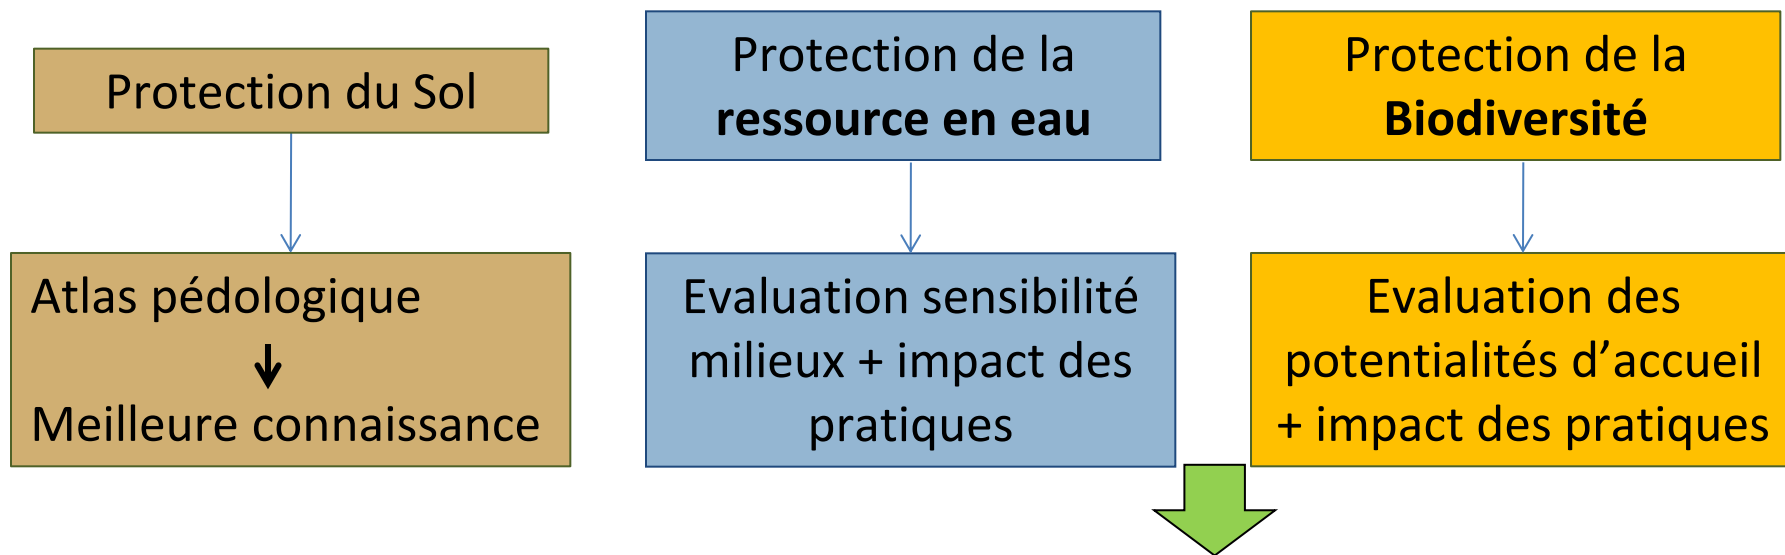 Protection du Sol
Protection de la
ressource en eau
Protection de la
Biodiversité
Atlas pédologique
Meilleure connaissance
Evaluation sensibilité
milieux + impact des
pratiques
Evaluation des
potentialités d’accueil
+ impact des pratiques